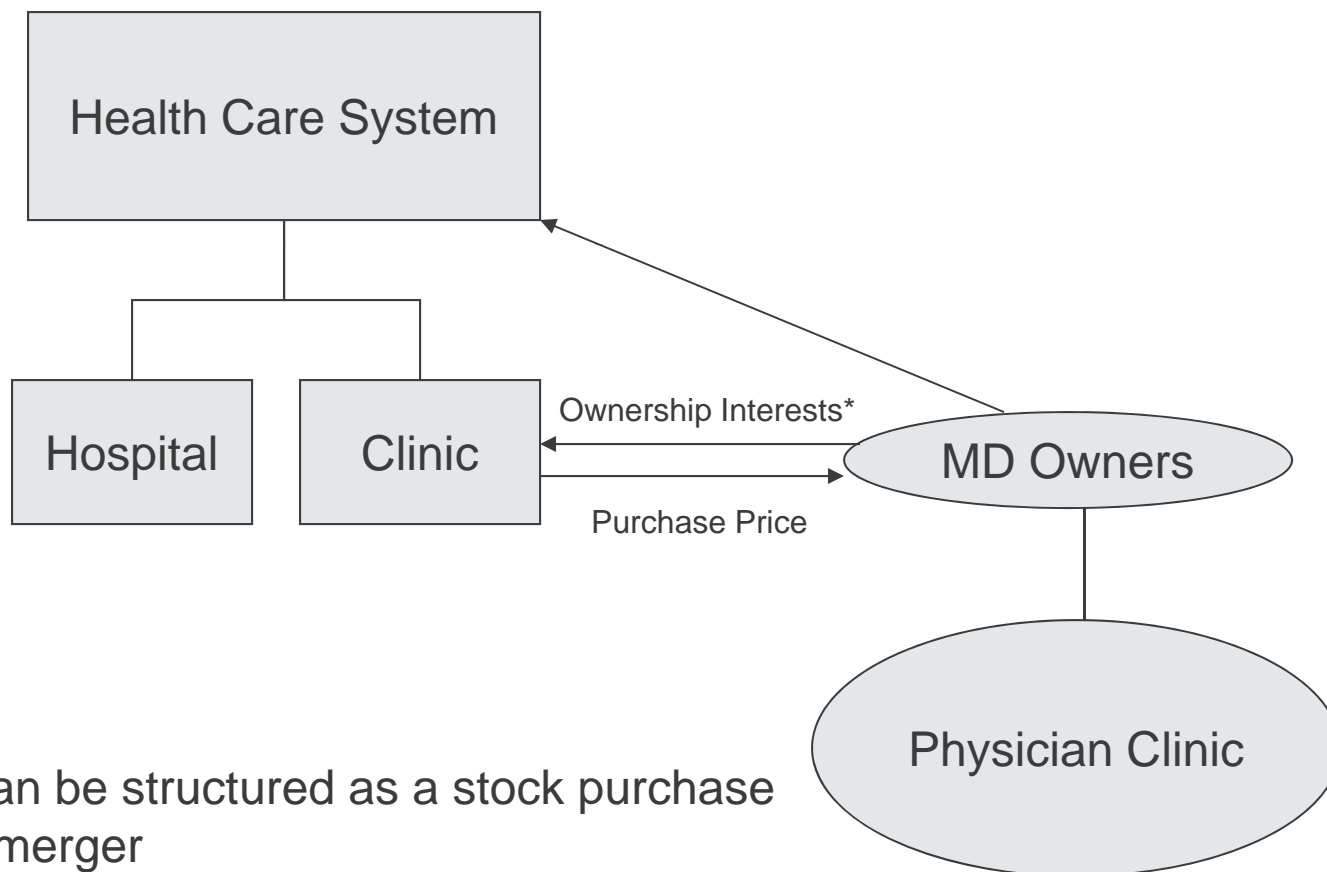 Health Care System
Hospital
Clinic
Ownership Interests*
MD Owners
Purchase Price
Physician Clinic
be structured as a stock purchase
merger